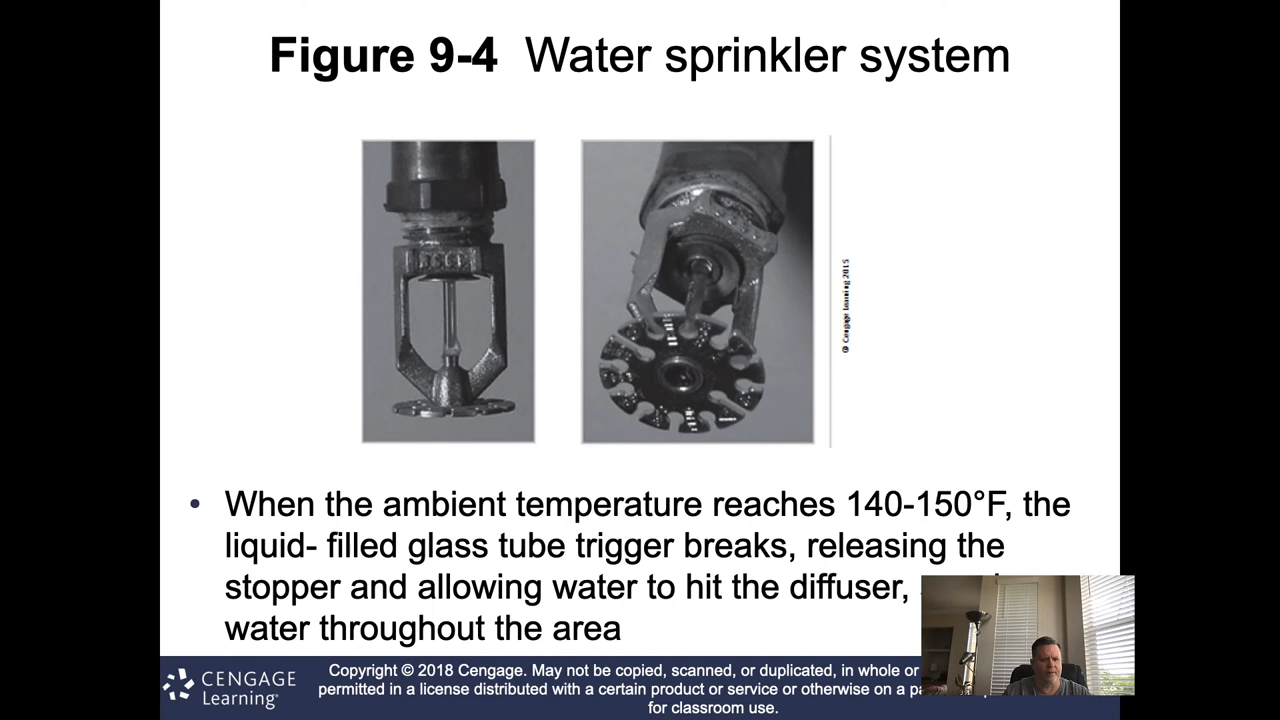 Figure 9-4 Water sprinkler system
© Cengage Learning 2015
• When the ambient temperature reaches 140-150°F, the
liquid- filled glass tube trigger breaks, releasing the
stopper and allowing water to hit the diffuser,
water throughout the area
CENGAGE
Learning®
Copyright © 2018 Cengage. May not be copied, scanned, or duplicated, in whole or
permitted in a license distributed with a certain product or service or otherwise on a
for classroom use.